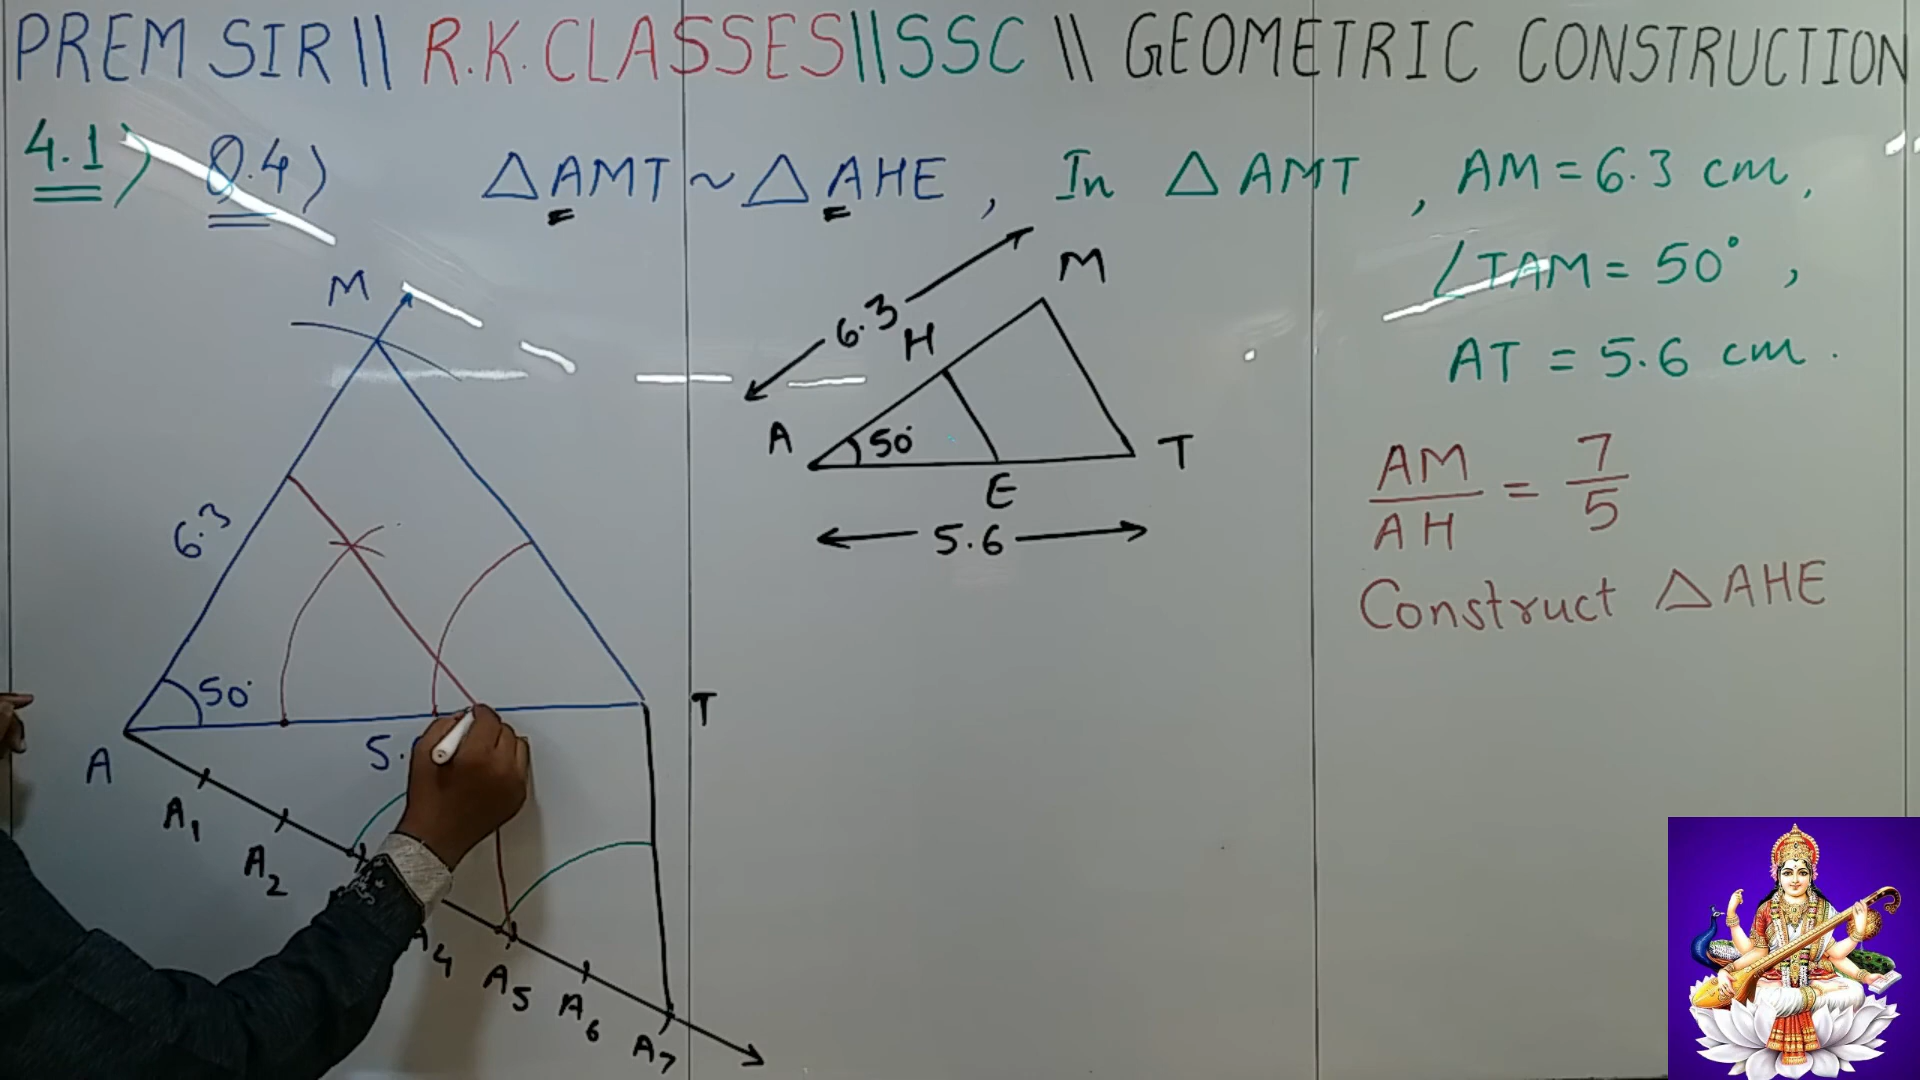 PREM SIR || R.K.CLASSES || SSC || GEOMETRIC CONSTRUCTION
4.1) Q.4) △AMT ~ △AHE, In △AMT, AM = 6.3 cm,
∠TAM = 50°,
AT = 5.6 cm.
AM/AH = 7/5
Construct △AHE
M
6.3
H
A
50°
T
E
5.6
M
6.3
50°
T
A
5.
A1
A2
A4
A5
A6
A7